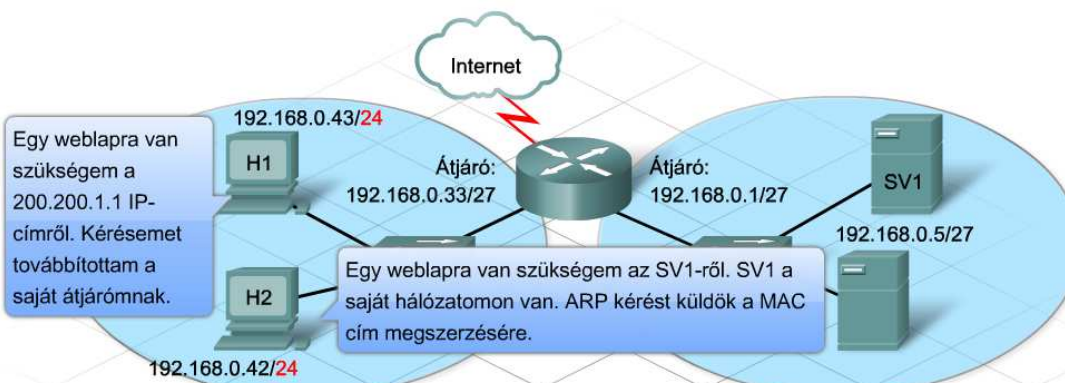 Internet
192.168.0.43/24
Egy weblapra van
szükségem a
200.200.1.1 IP-
címről. Kérésemet
továbbítottam a
saját átjárómnak.
H1
Átjáró:
192.168.0.33/27
Átjáró:
192.168.0.1/27
SV1
192.168.0.5/27
H2
Egy weblapra van szükségem az SV1-ről. SV1 a
saját hálózatomon van. ARP kérést küldök a MAC
cím megszerzésére.
192.168.0.42/24